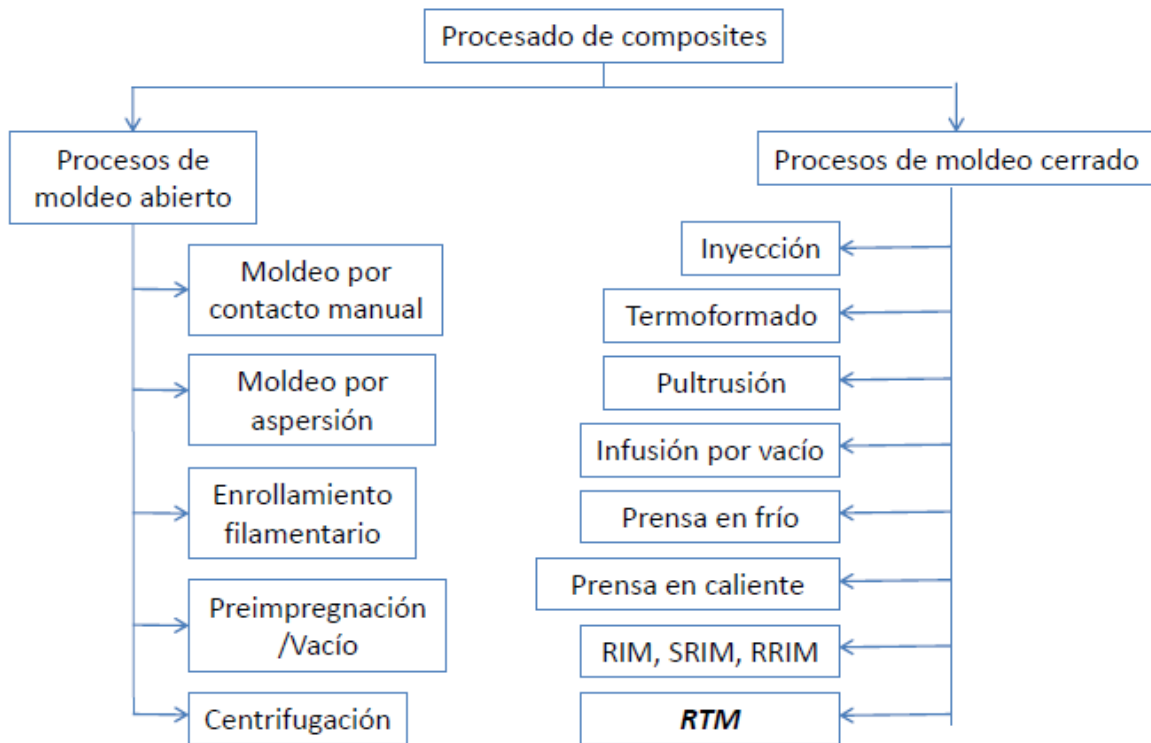 Procesado de composites
Procesos de
moldeo abierto
Moldeo por
contacto manual
Moldeo por
aspersión
Enrollamiento
filamentario
Preimpregnación
/Vacío
Centrifugación
Procesos de moldeo cerrado
Inyección
Termoformado
Pultrusión
Infusión por vacío
Prensa en frío
Prensa en caliente
RIM, SRIM, RRIM
RTM